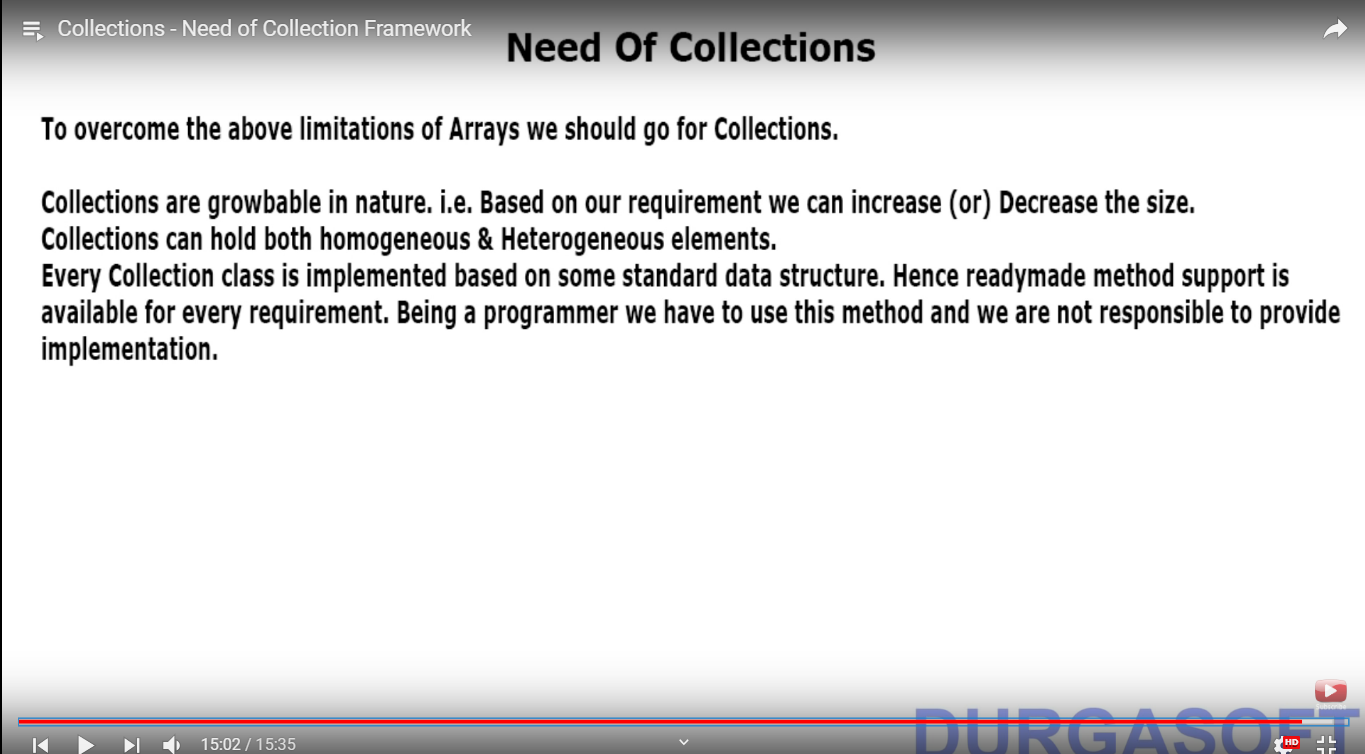 Collections - Need of Collection Framework
Need Of Collections
To overcome the above limitations of Arrays we should go for Collections.
Collections are growbable in nature. i.e. Based on our requirement we can increase (or) Decrease the size.
Collections can hold both homogeneous & Heterogeneous elements.
Every Collection class is implemented based on some standard data structure. Hence readymade method support is
available for every requirement. Being a programmer we have to use this method and we are not responsible to provide
implementation.
DURGASOFT
15:02 / 15:35
HD